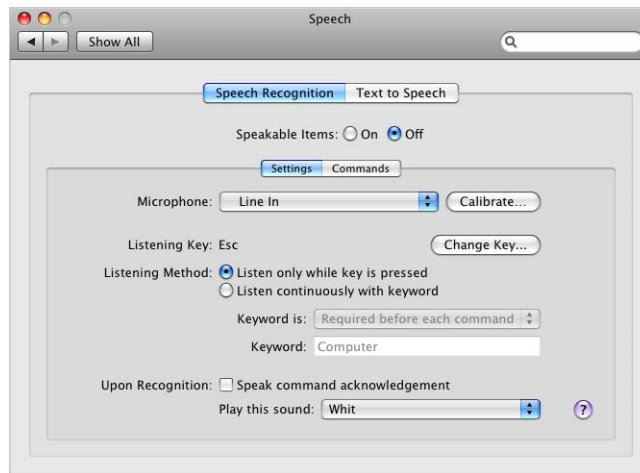 Speech
Show All
Speech Recognition Text to Speech
Speakable Items: On Off
Settings Commands
Microphone: Line In Calibrate...
Listening Key: Esc Change Key...
Listening Method: Listen only while key is pressed
Listen continuously with keyword
Keyword is: Required before each command
Keyword: Computer
Upon Recognition: Speak command acknowledgement
Play this sound: Whit ?